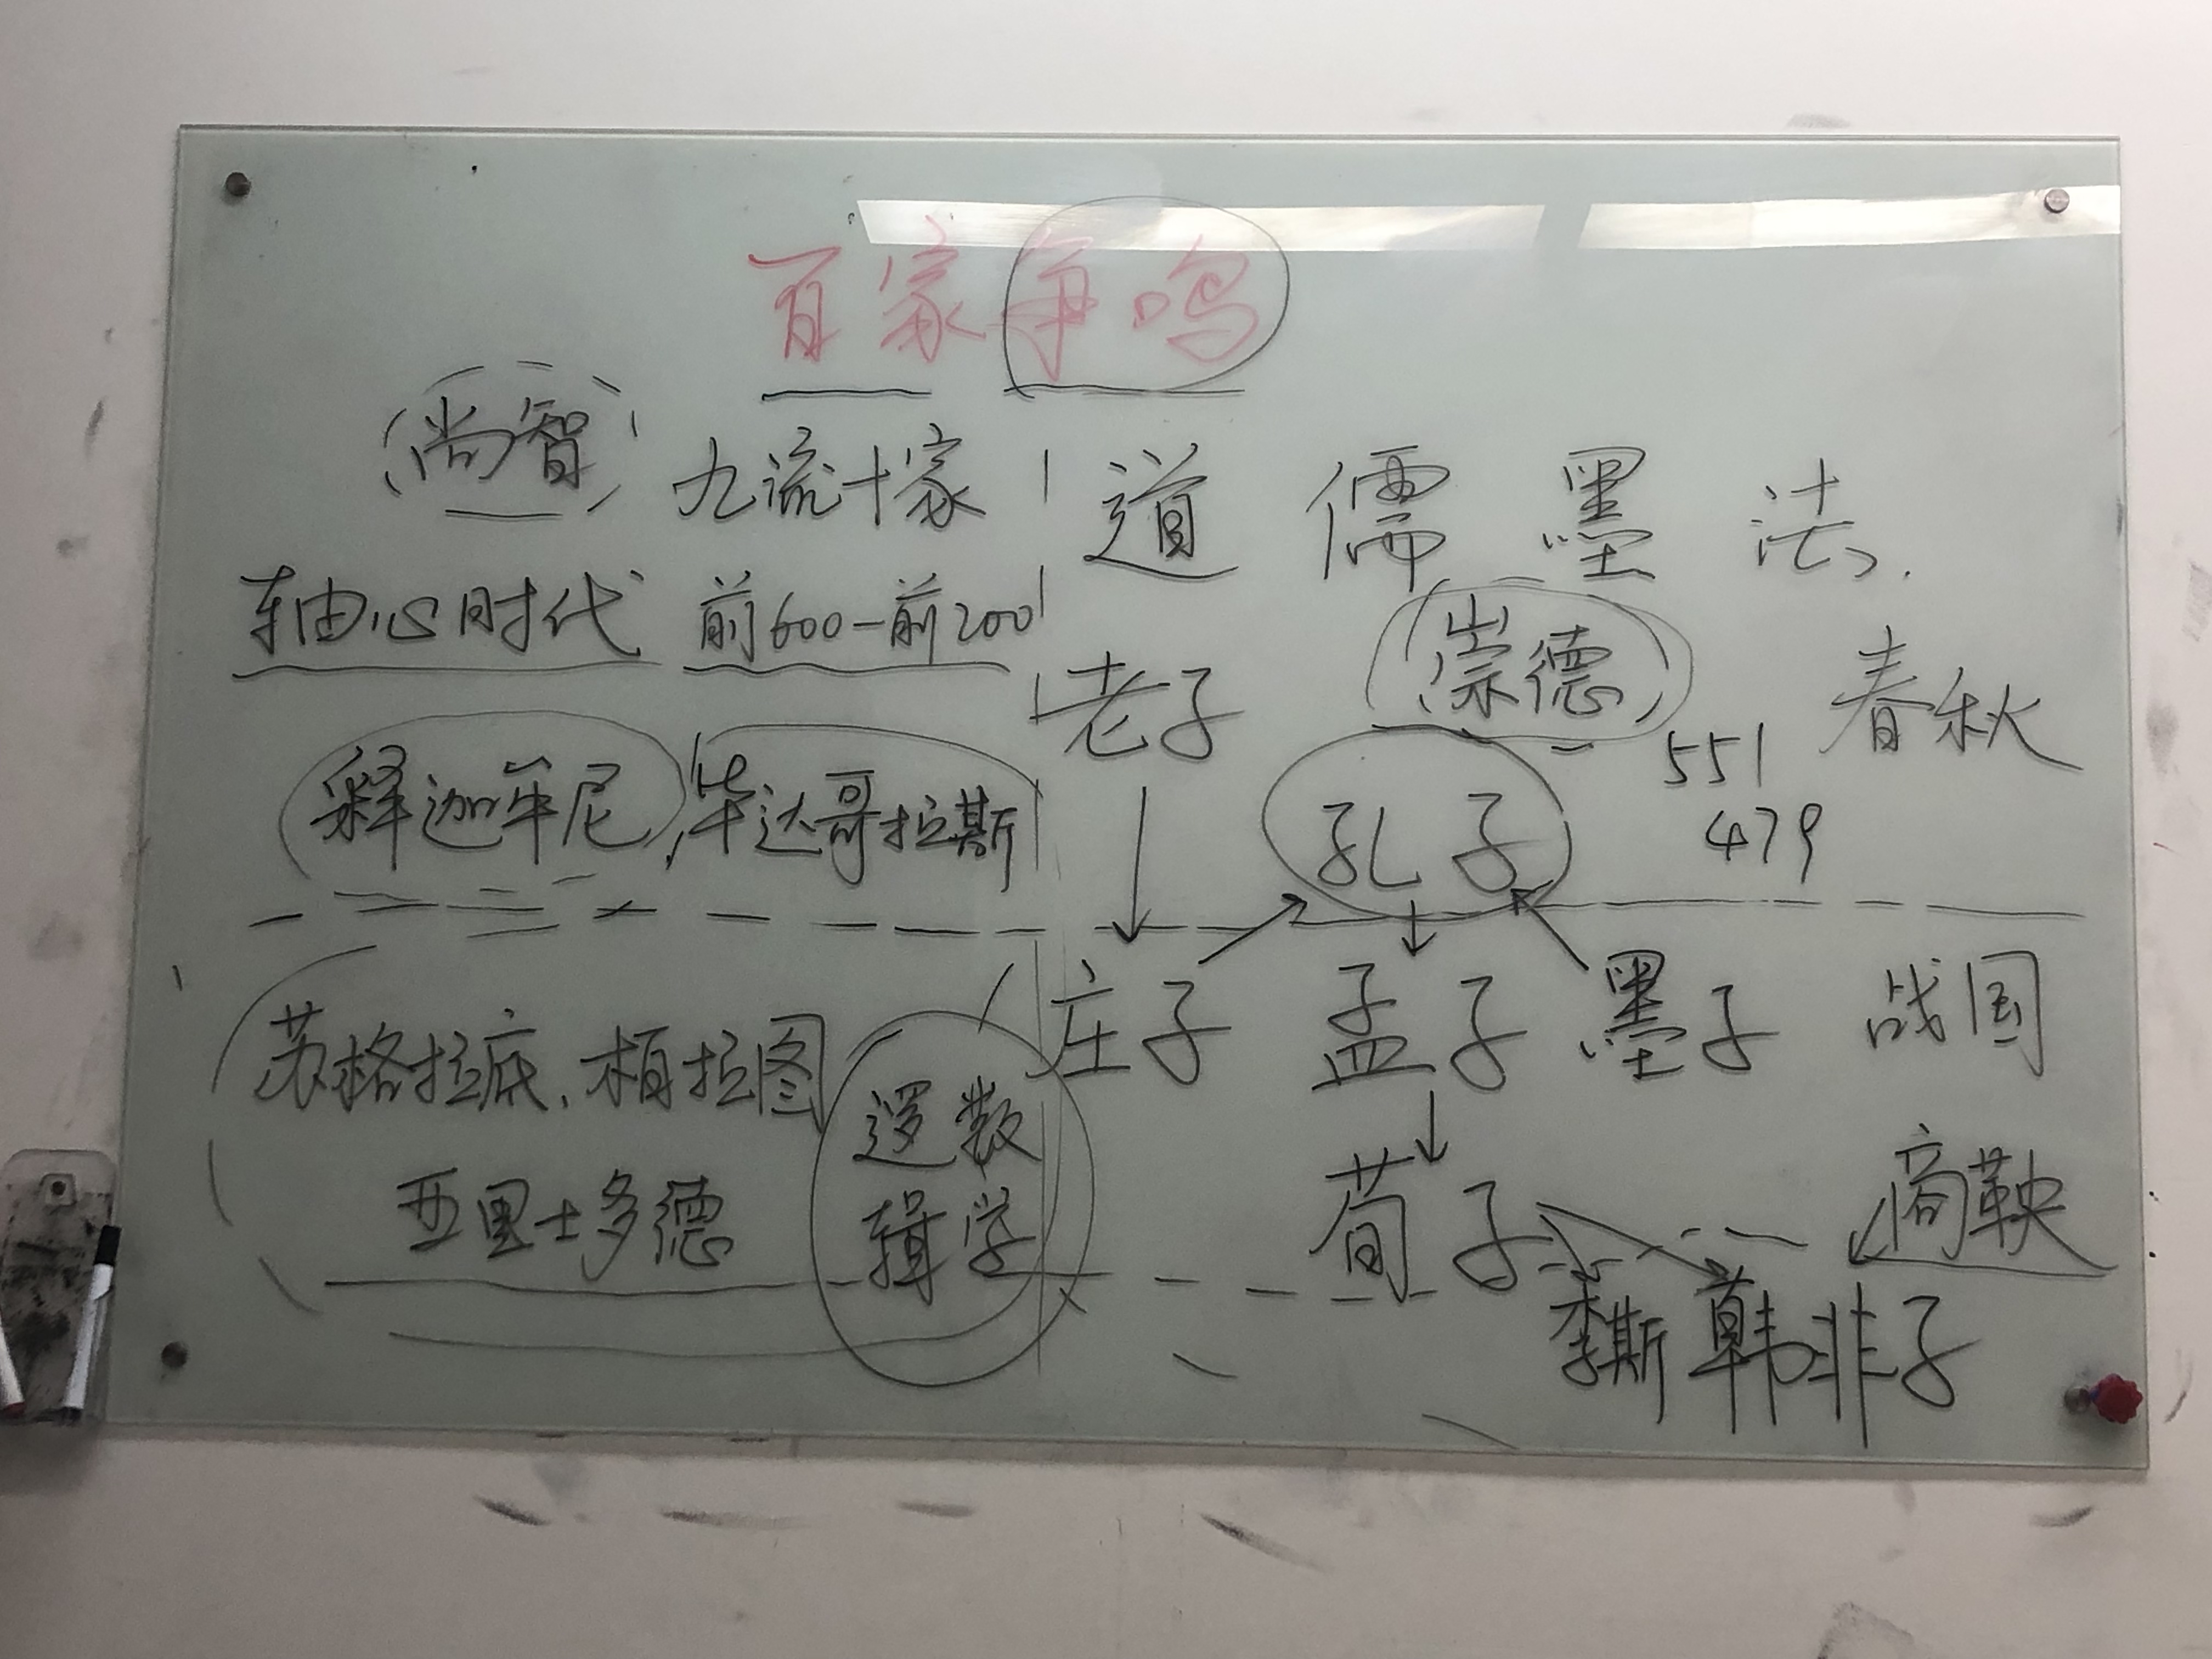 百家争鸣
尚智
九流十家
道 儒 墨 法
轴心时代 前600-前200
老子
崇德
春秋
释迦牟尼, 毕达哥拉斯
孔子
551
479
庄子 孟子 墨子 战国
苏格拉底、柏拉图
亚里士多德
逻辑
数学
荀子
商鞅
李斯 韩非子